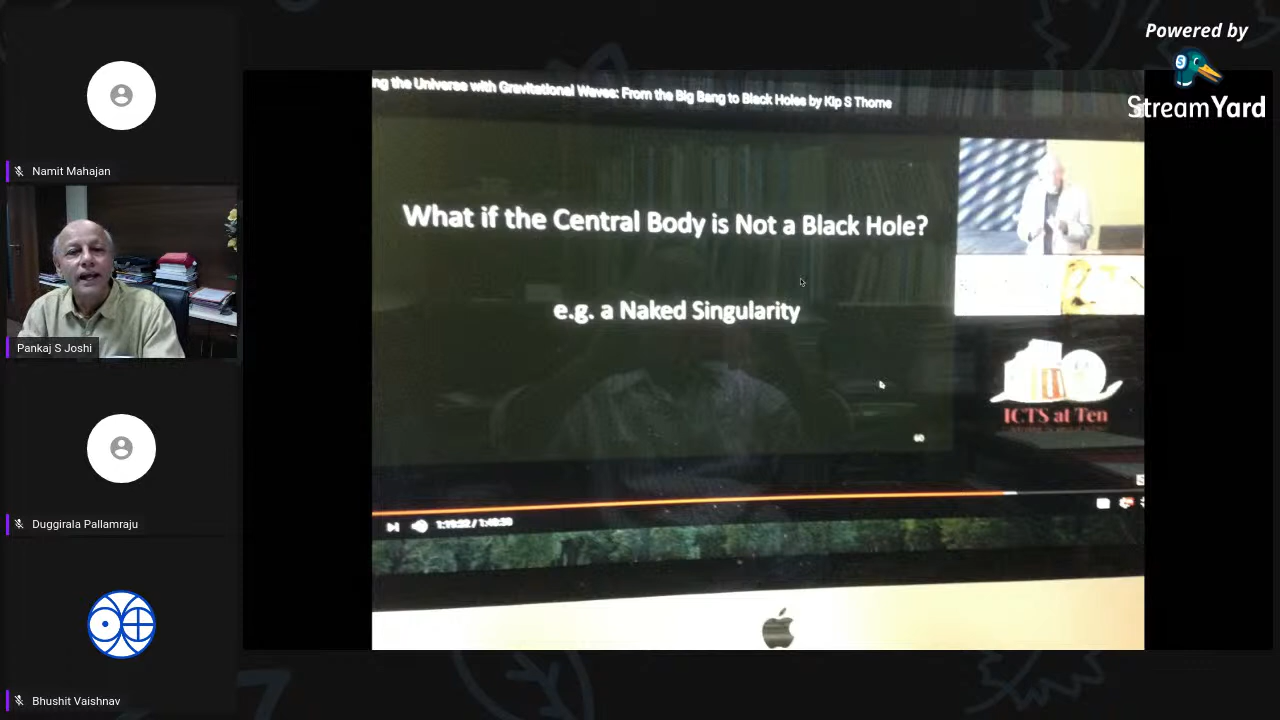 Powered by
StreamYard
Namit Mahajan
Pankaj S Joshi
Duggirala Pallamraju
Bhushit Vaishnav
ng the Universe with Gravitational Waves: From the Big Bang to Black Holes by Kip S Thorne
What if the Central Body is Not a Black Hole?
e.g. a Naked Singularity
60
ICTS at Ten